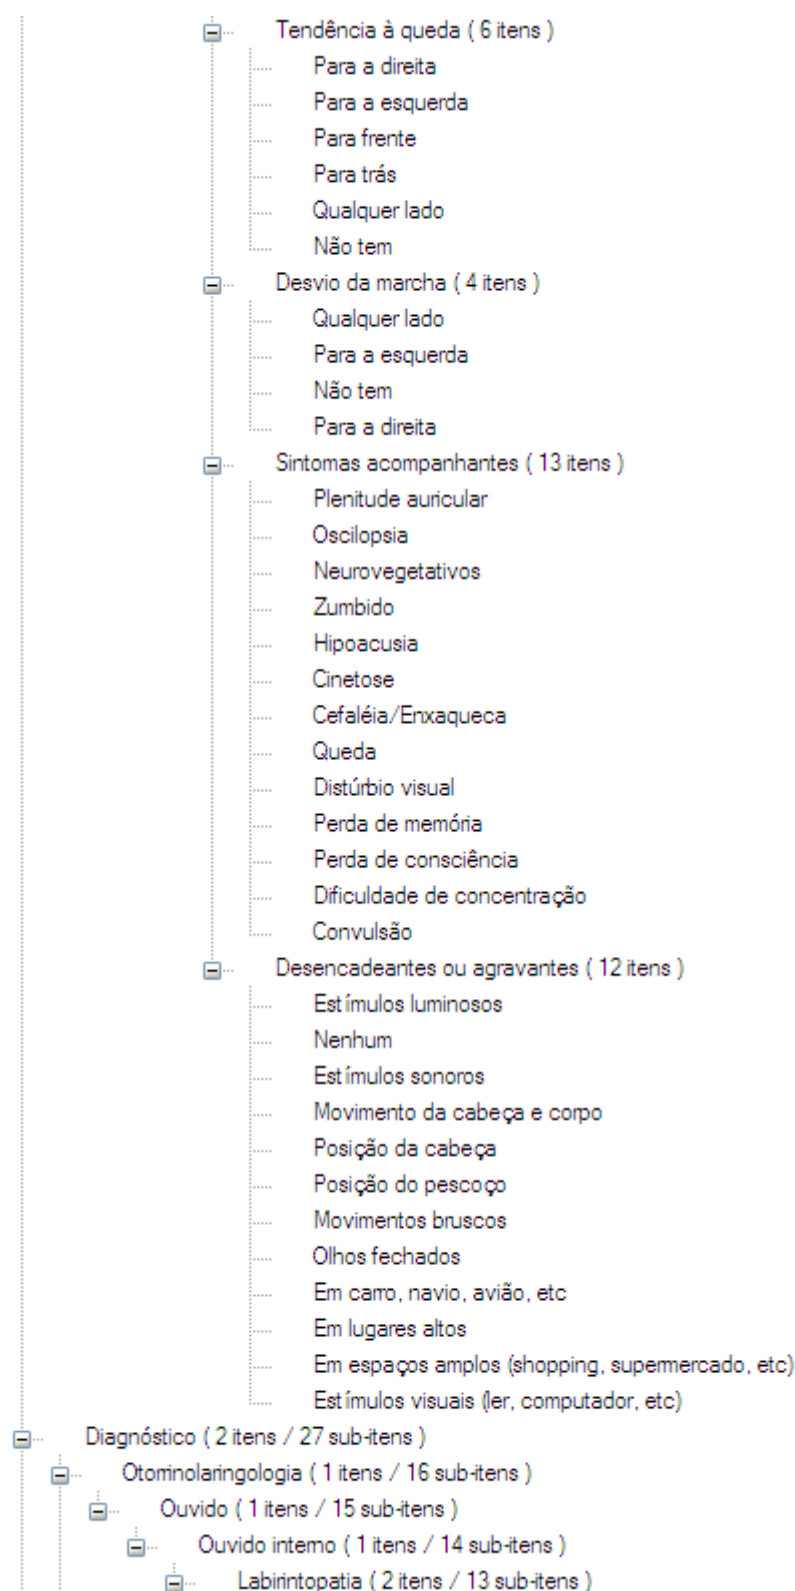 Tendência à queda ( 6 itens )
Para a direita
Para a esquerda
Para frente
Para trás
Qualquer lado
Não tem
Desvio da marcha ( 4 itens )
Qualquer lado
Para a esquerda
Não tem
Para a direita
Sintomas acompanhantes ( 13 itens )
Plenitude auricular
Oscilopsia
Neurovegetativos
Zumbido
Hipoacusia
Cinetose
Cefaléia/Enxaqueca
Queda
Distúrbio visual
Perda de memória
Perda de consciência
Dificuldade de concentração
Convulsão
Desencadeantes ou agravantes ( 12 itens )
Estímulos luminosos
Nenhum
Estímulos sonoros
Movimento da cabeça e corpo
Posição da cabeça
Posição do pescoço
Movimentos bruscos
Olhos fechados
Em carro, navio, avião, etc
Em lugares altos
Em espaços amplos (shopping, supermercado, etc)
Estímulos visuais (ler, computador, etc)
Diagnóstico ( 2 itens / 27 sub-itens )
Otorrinolaringologia ( 1 itens / 16 sub-itens )
Ouvido ( 1 itens / 15 sub-itens )
Ouvido interno ( 1 itens / 14 sub-itens )
Labirintopatia ( 2 itens / 13 sub-itens )